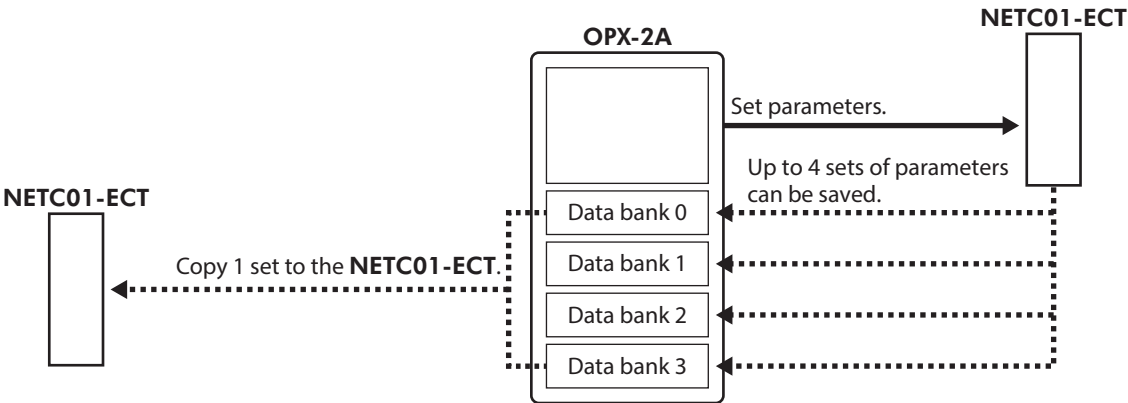 NETC01-ECT
OPX-2A
Set parameters.
Up to 4 sets of parameters
can be saved.
NETC01-ECT
Data bank 0
Copy 1 set to the NETC01-ECT.
Data bank 1
Data bank 2
Data bank 3